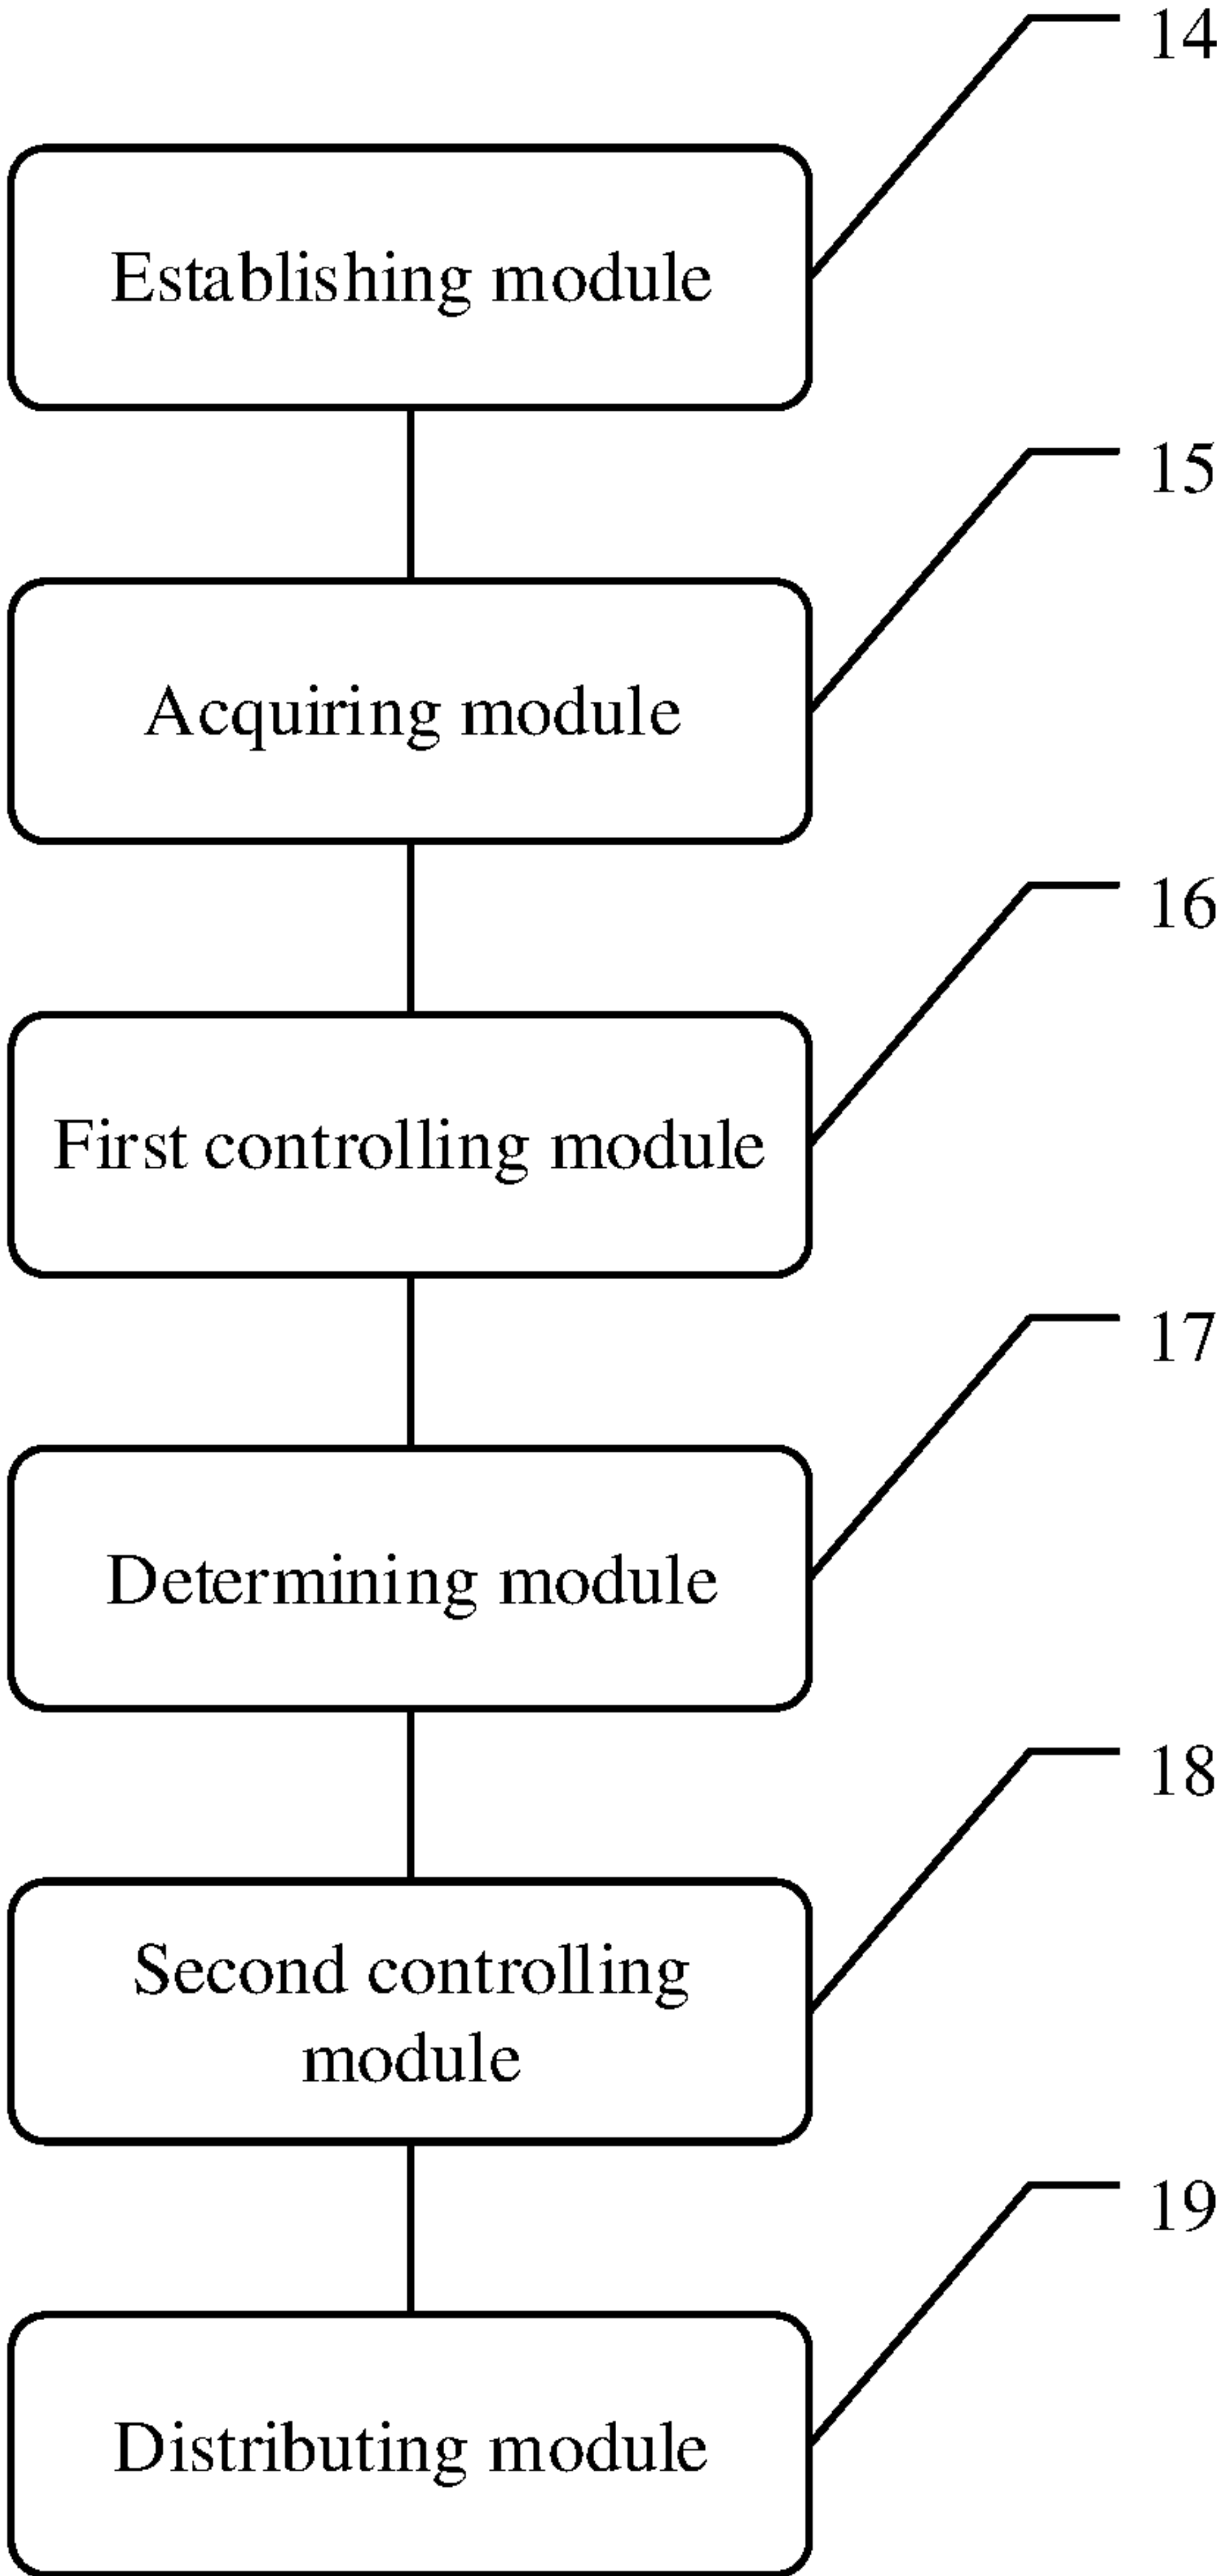 14
Establishing module
15
Acquiring module
16
First controlling module
17
Determining module
18
Second controlling
module
19
Distributing module